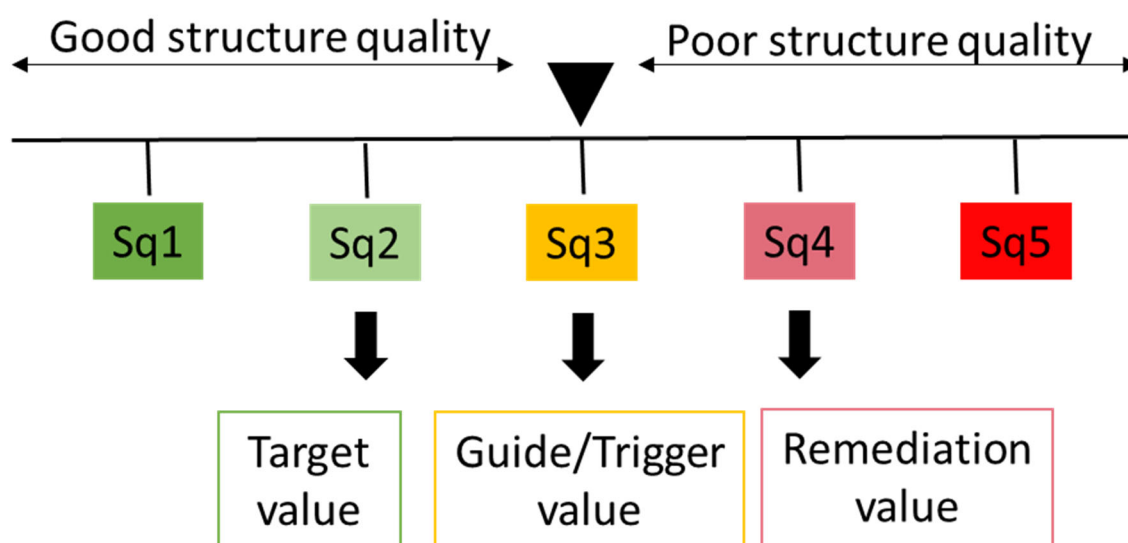 Good structure quality
Poor structure quality
Sq1
Sq2
Sq3
Sq4
Sq5
Target
value
Guide/Trigger
value
Remediation
value